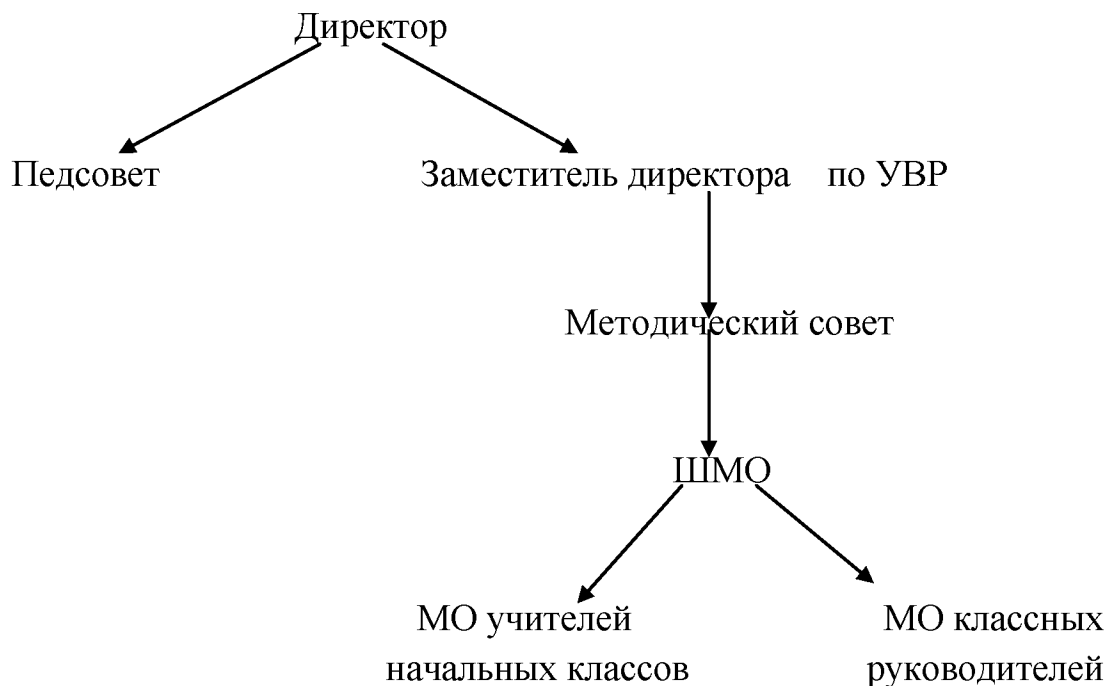 Директор
Педсовет
Заместитель директора по УВР
Методический совет
ШМО
МО учителей
начальных классов
МО классных
руководителей